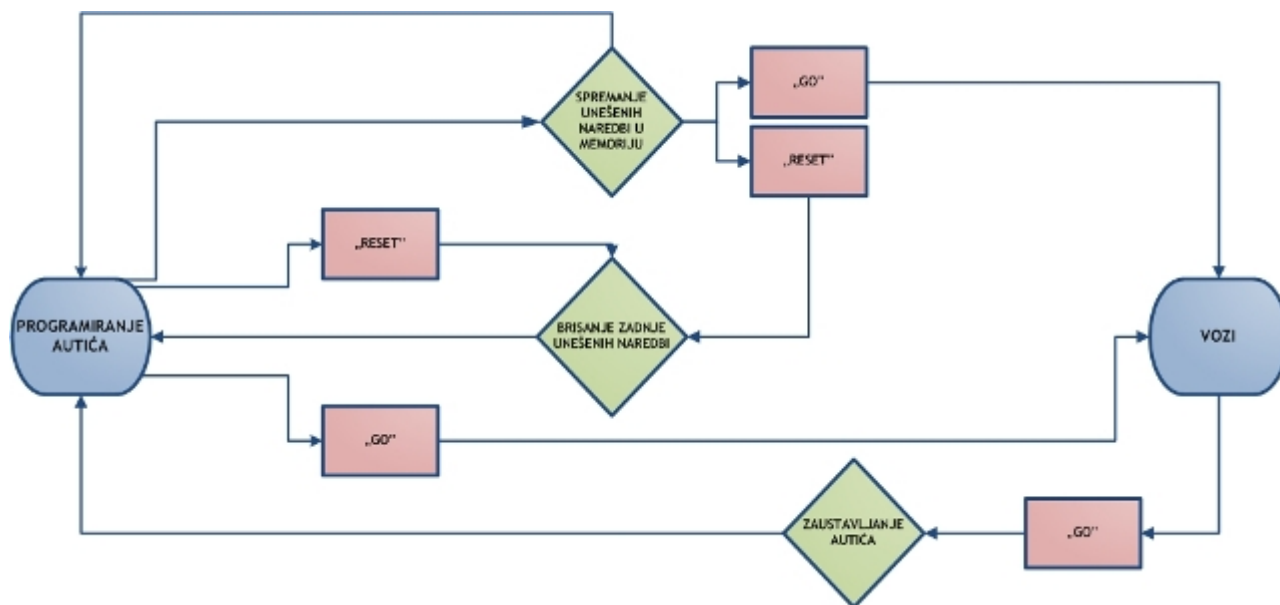 SPREMANJE
UNEŠENIH
NAREDBI U
MEMORIJU
„GO”
„RESET”
„RESET”
PROGRAMIRANJE
AUTIĆA
BRISANJE ZADNJE
UNEŠENIH NAREDBI
VOZI
„GO”
ZAUSTAVLJANJE
AUTIĆA
„GO”